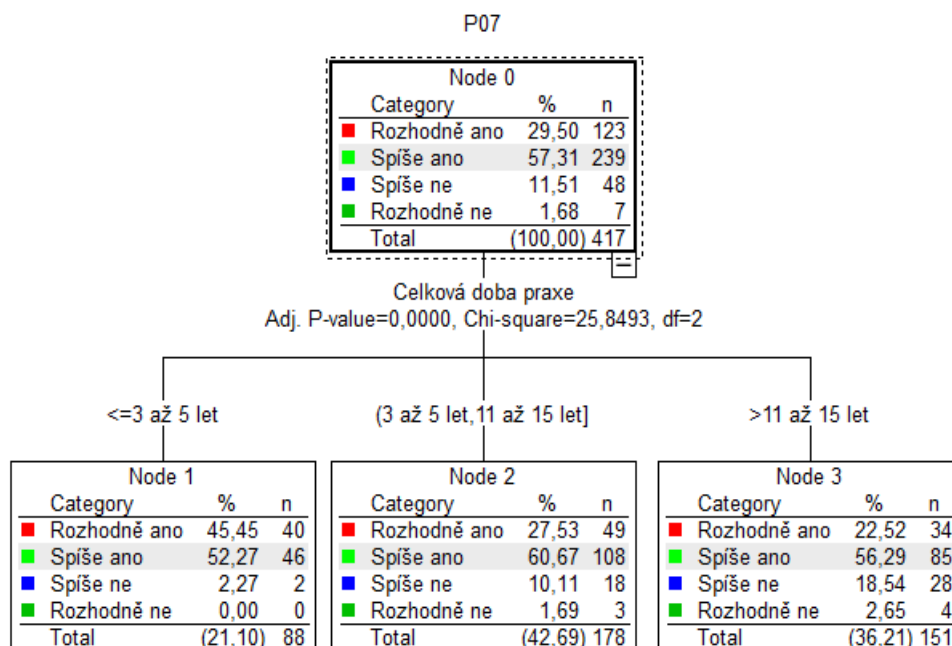 P07
Node 0
Category % n
Rozhodně ano 29,50 123
Spíše ano 57,31 239
Spíše ne 11,51 48
Rozhodně ne 1,68 7
Total (100,00) 417
Celková doba praxe
Adj. P-value=0,0000, Chi-square=25,8493, df=2
<=3 až 5 let
(3 až 5 let,11 až 15 let]
>11 až 15 let
Node 1
Category % n
Rozhodně ano 45,45 40
Spíše ano 52,27 46
Spíše ne 2,27 2
Rozhodně ne 0,00 0
Total (21,10) 88
Node 2
Category % n
Rozhodně ano 27,53 49
Spíše ano 60,67 108
Spíše ne 10,11 18
Rozhodně ne 1,69 3
Total (42,69) 178
Node 3
Category % n
Rozhodně ano 22,52 34
Spíše ano 56,29 85
Spíše ne 18,54 28
Rozhodně ne 2,65 4
Total (36,21) 151